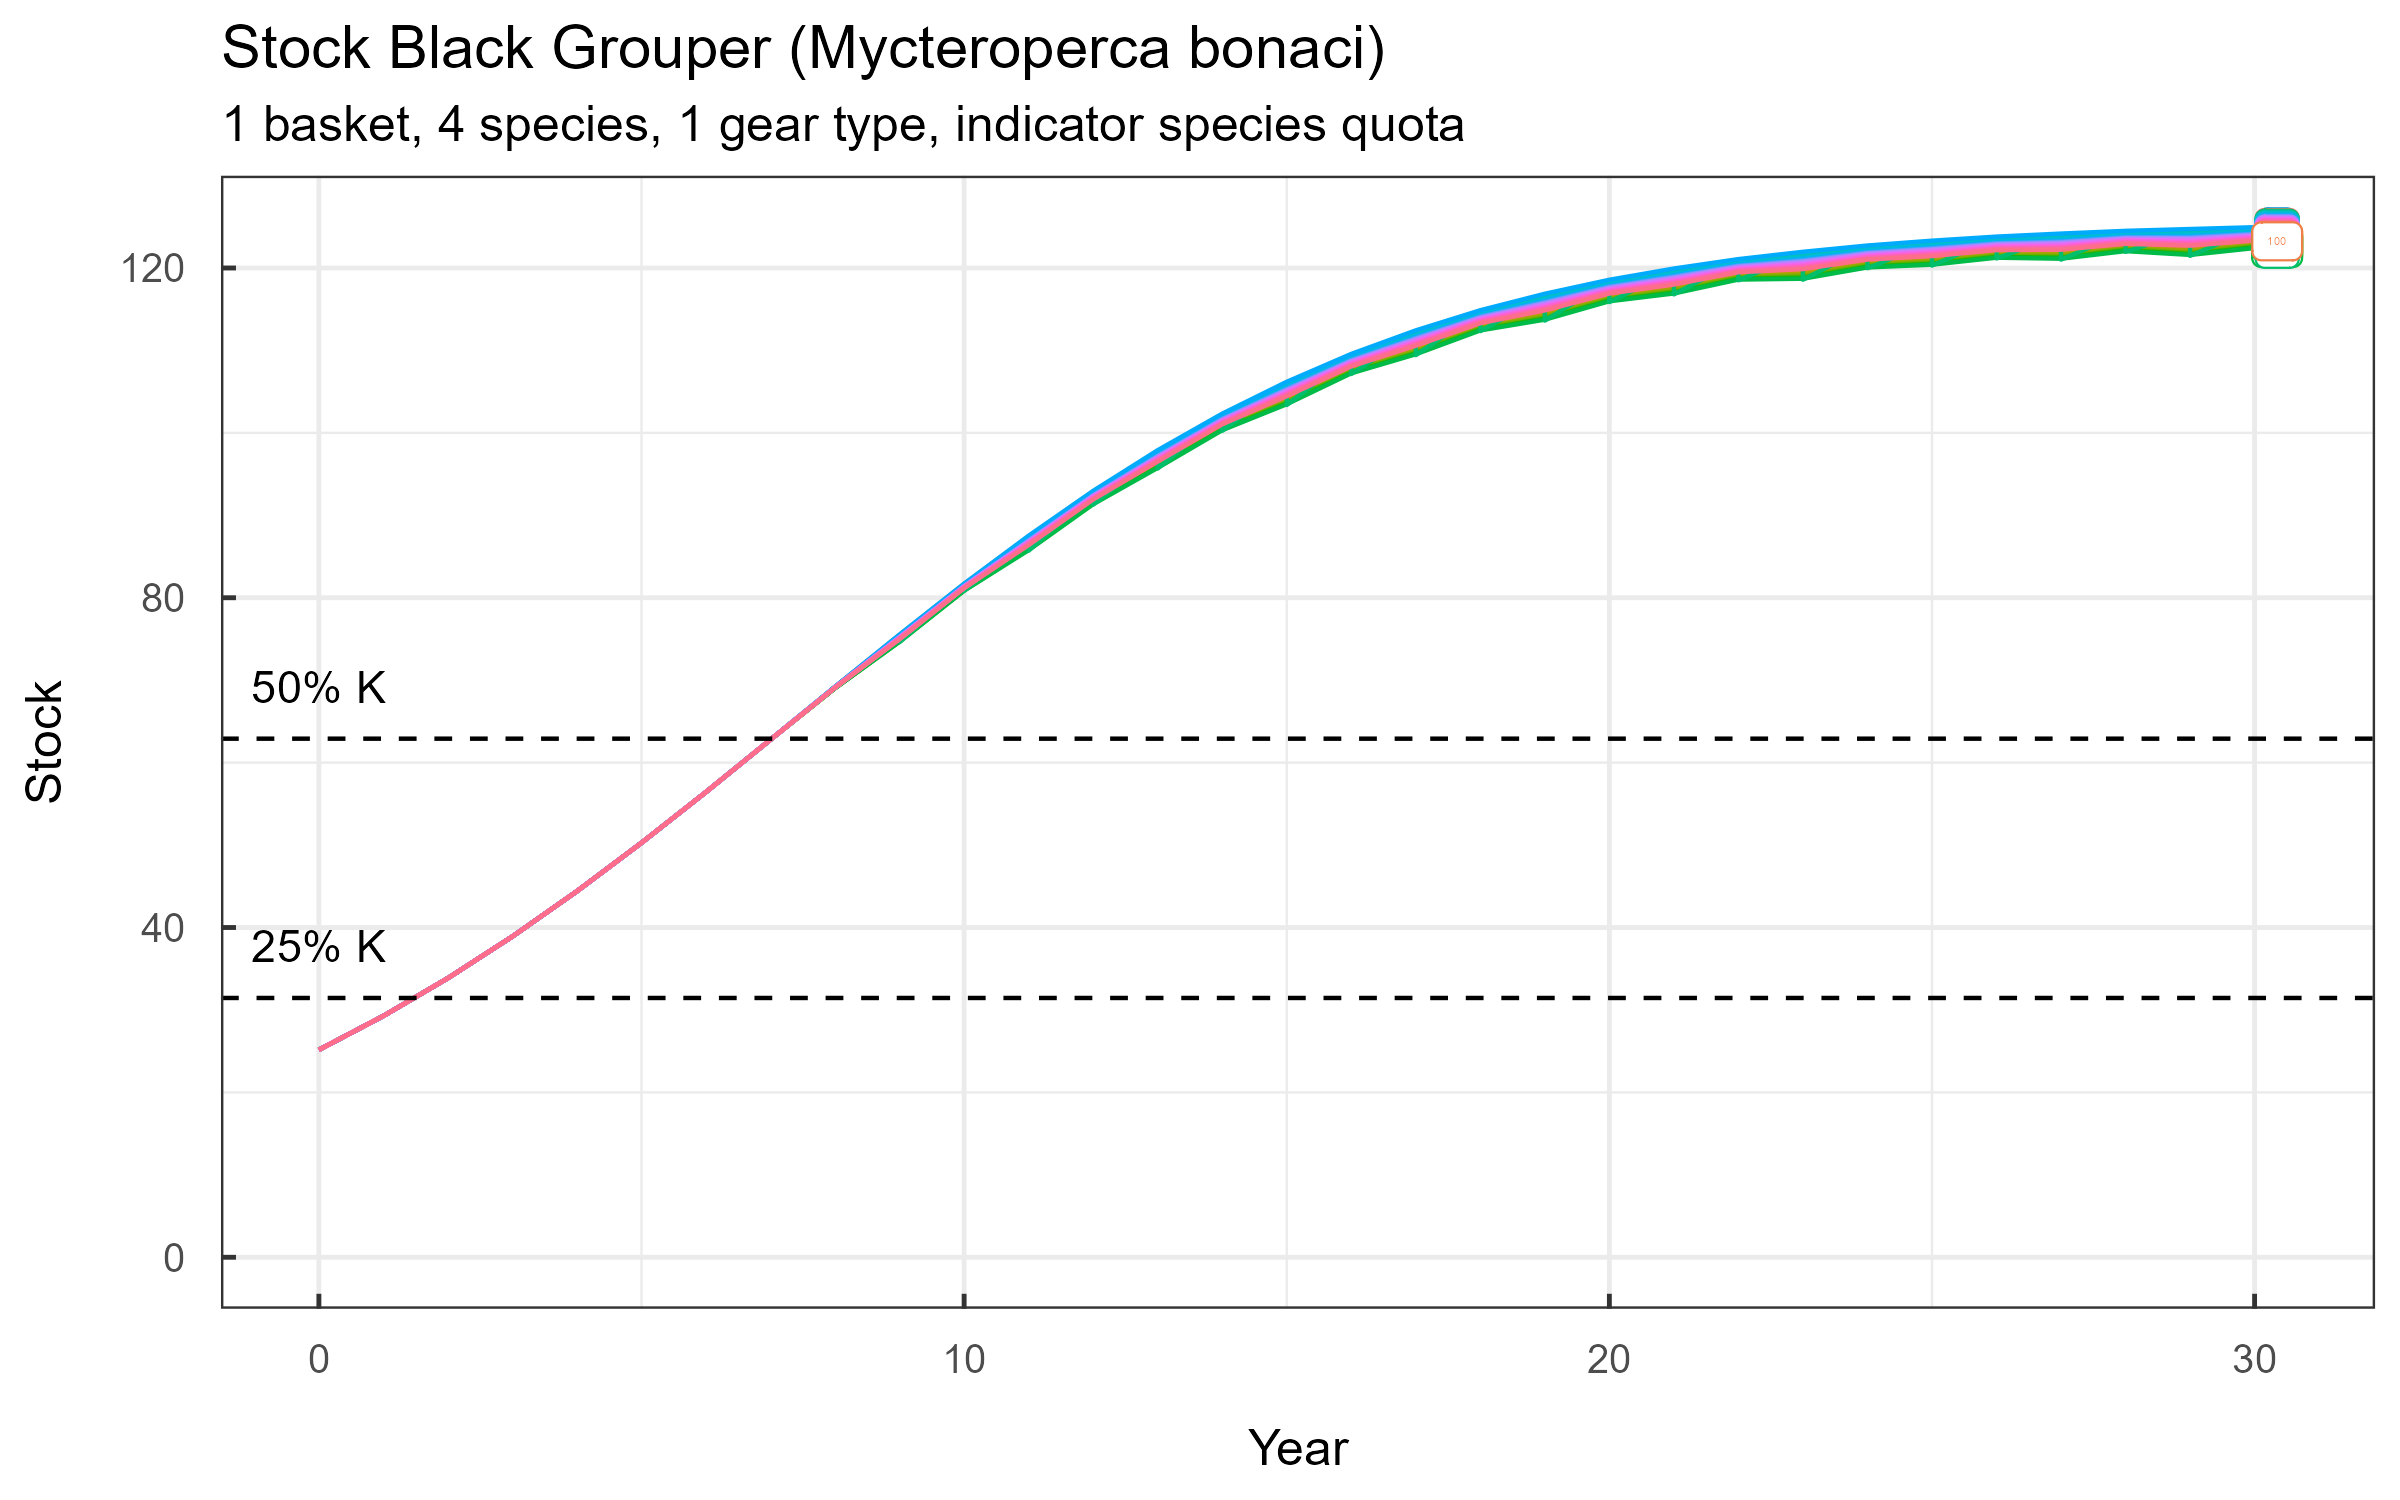 Stock Black Grouper (Mycteroperca bonaci)
1 basket, 4 species, 1 gear type, indicator species quota
120
100
80
50% K
Stock
40
25% K
0
0
10
20
30
Year